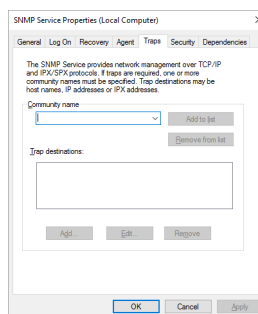 SNMP Service Properties (Local Computer)
General Log On Recovery Agent Traps Security Dependencies
The SNMP Service provides network management over TCP/IP
and IPX/SPX protocols. If traps are required, one or more
community names must be specified. Trap destinations may be
host names, IP addresses or IPX addresses.
Community name
Add to list
Remove from list
Trap destinations:
Add... Edit... Remove
OK Cancel Apply